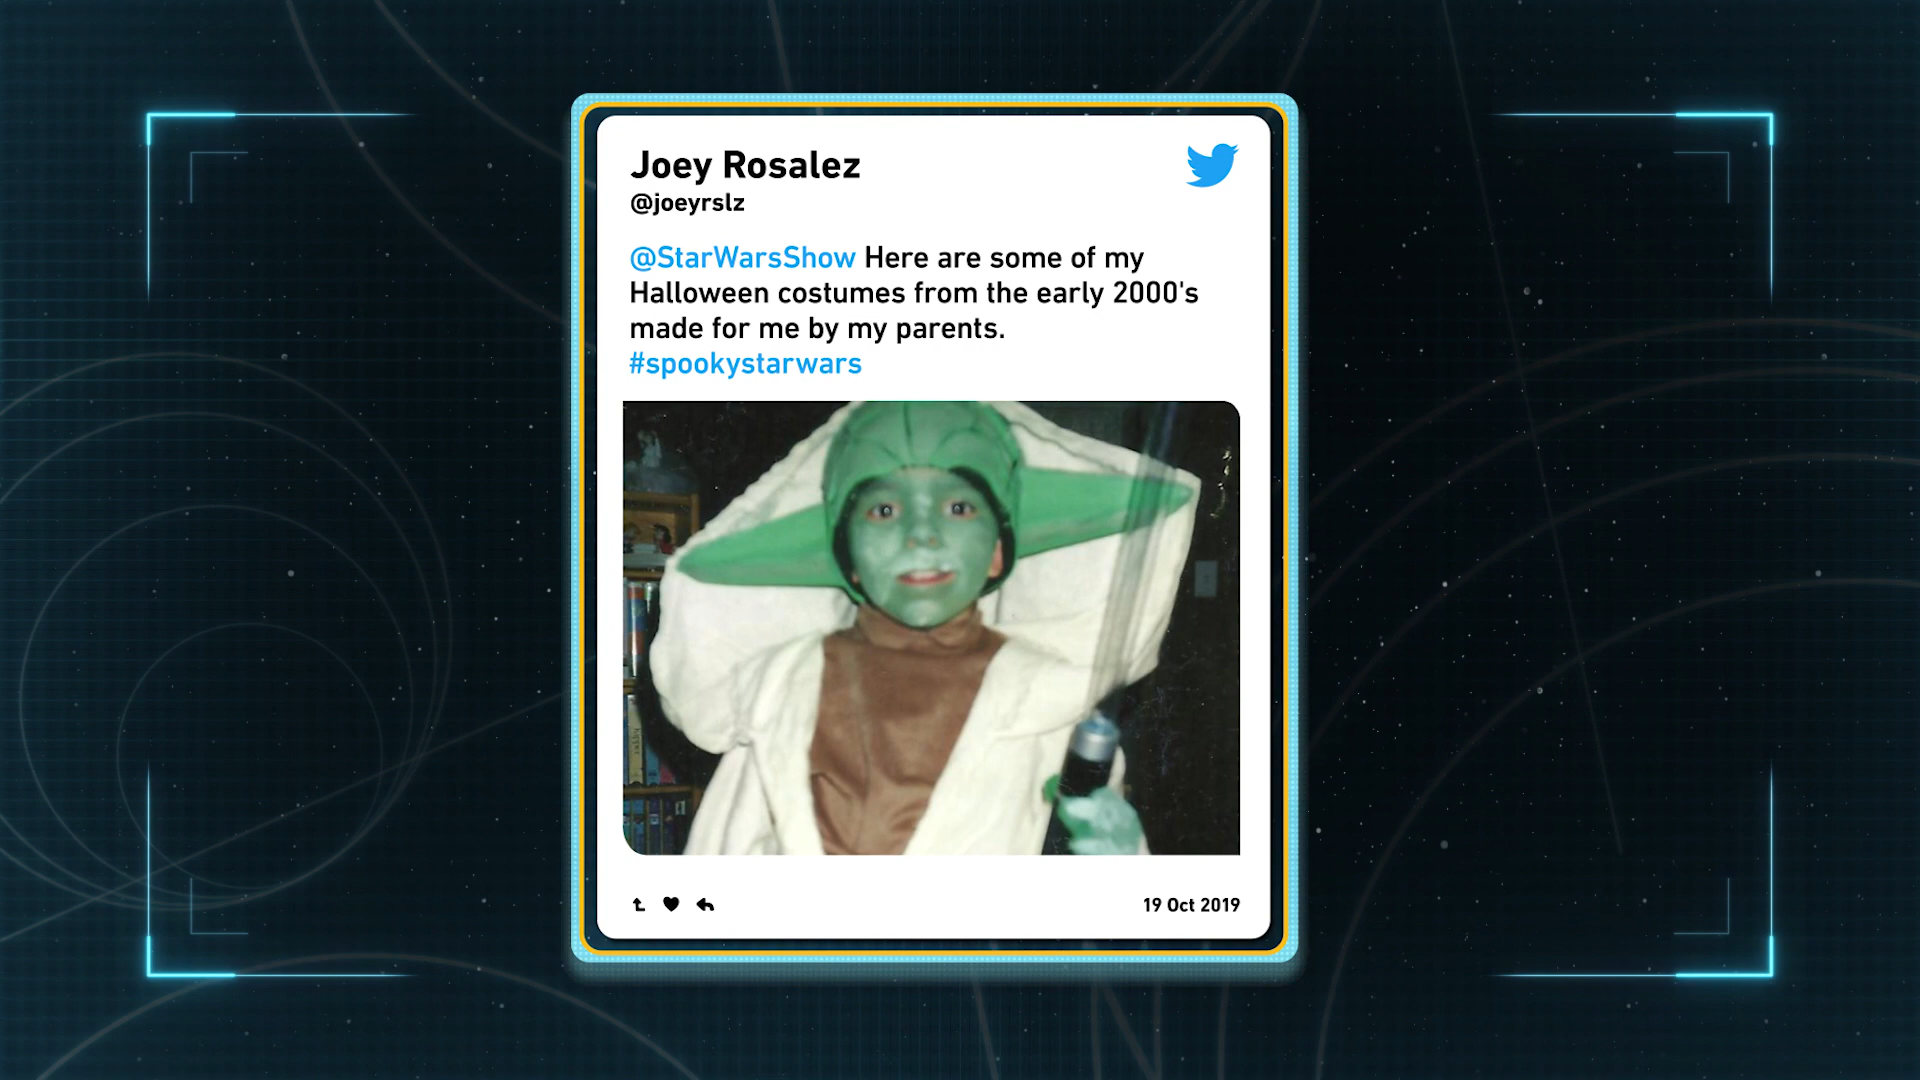 Joey Rosalez
@joeyrslz
@StarWarsShow Here are some of my
Halloween costumes from the early 2000's
made for me by my parents.
#spookystarwars
19 Oct 2019